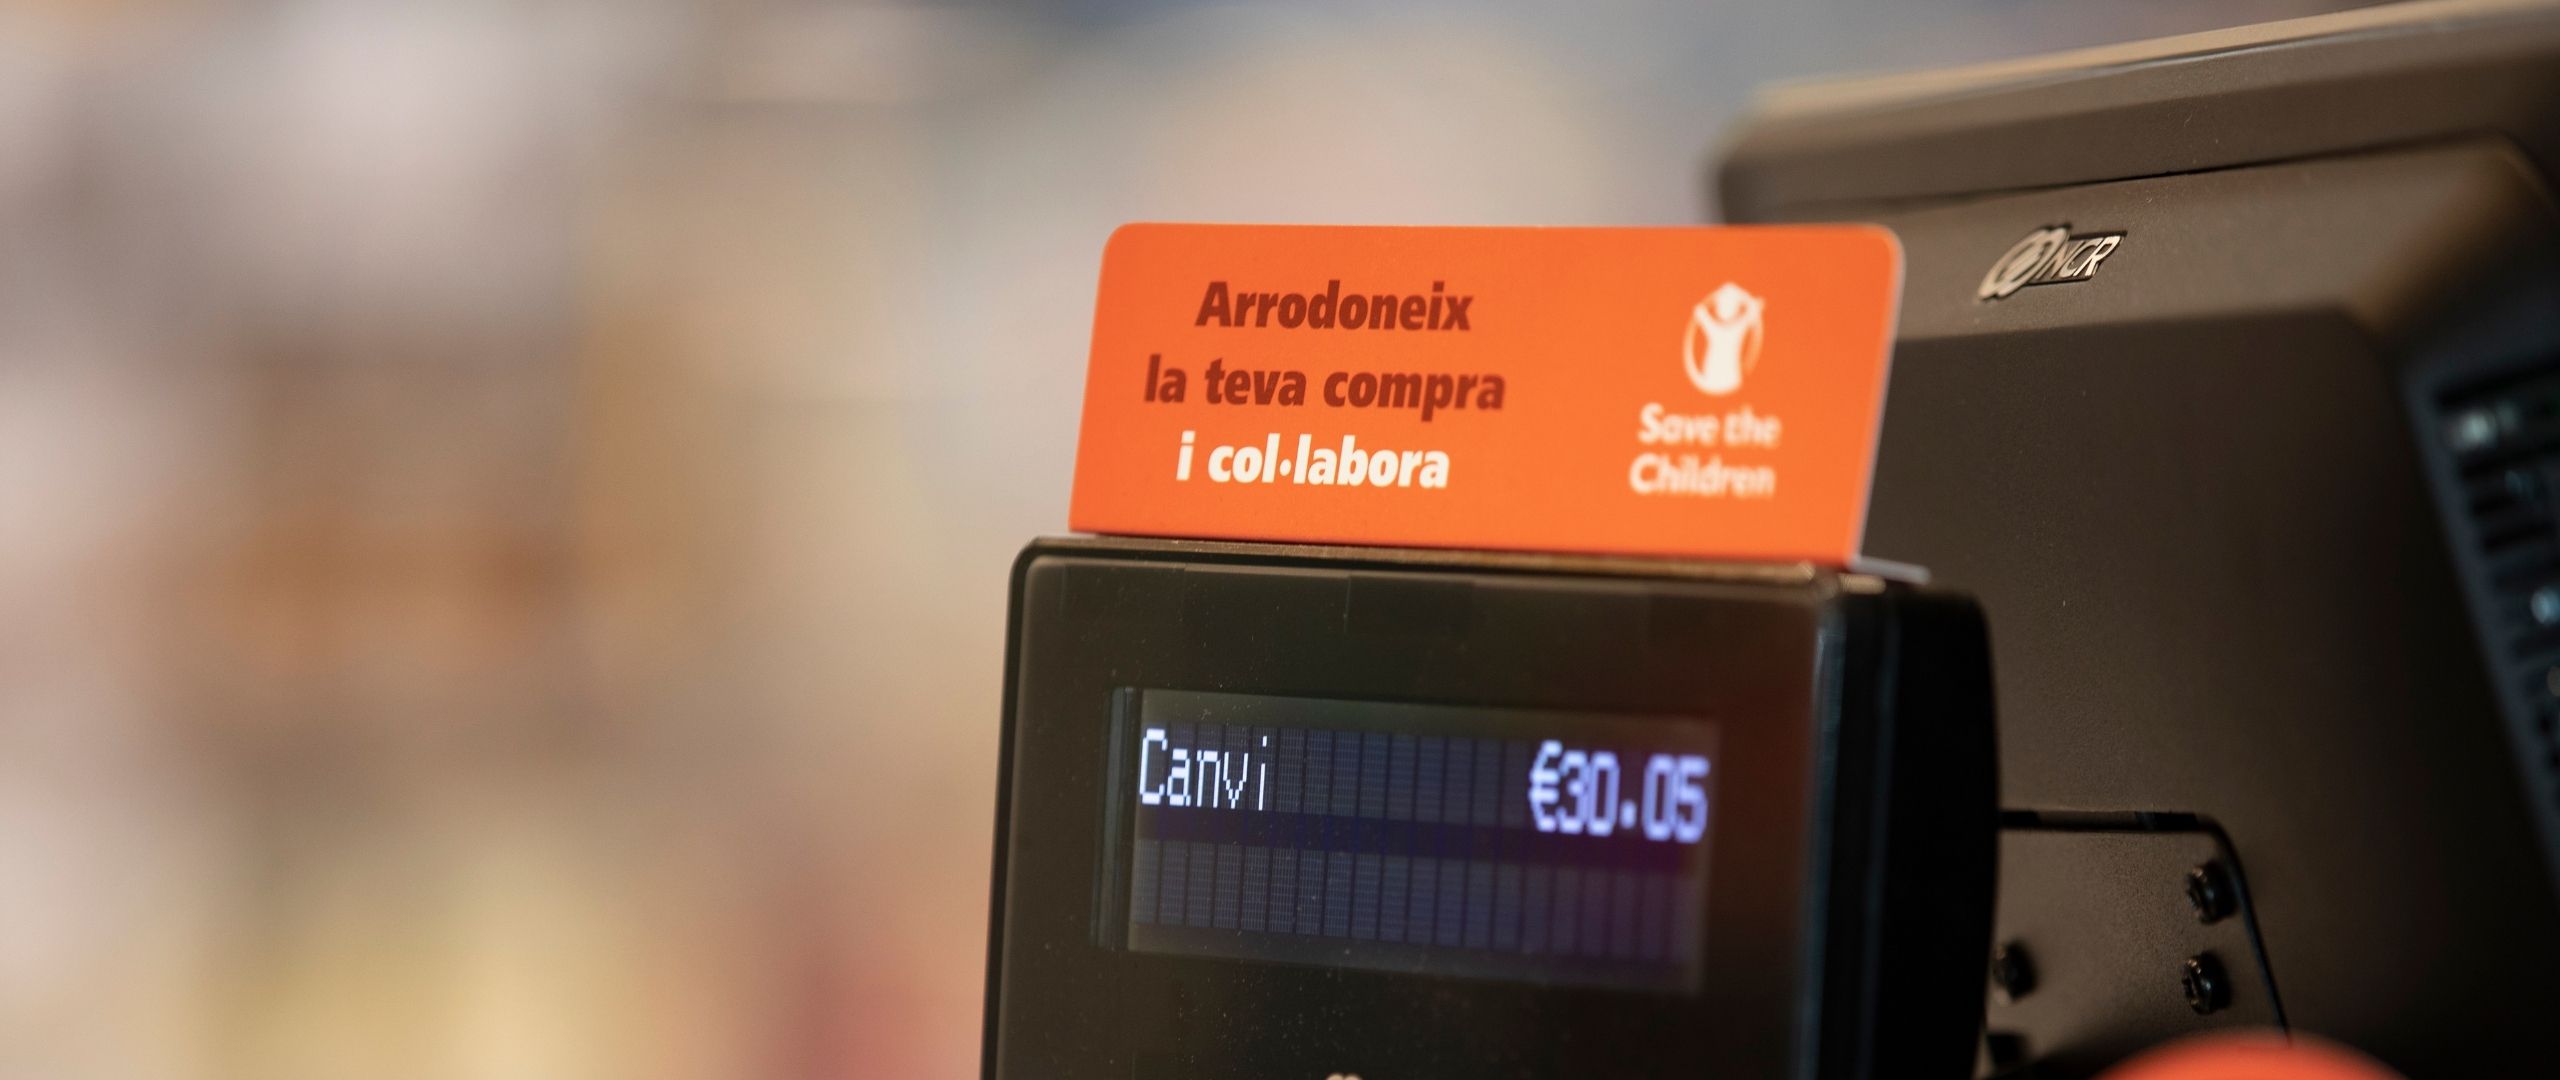 Arrodoneix
la teva compra
i col·labora
Save the
Children
NCR
Canvi €30.05